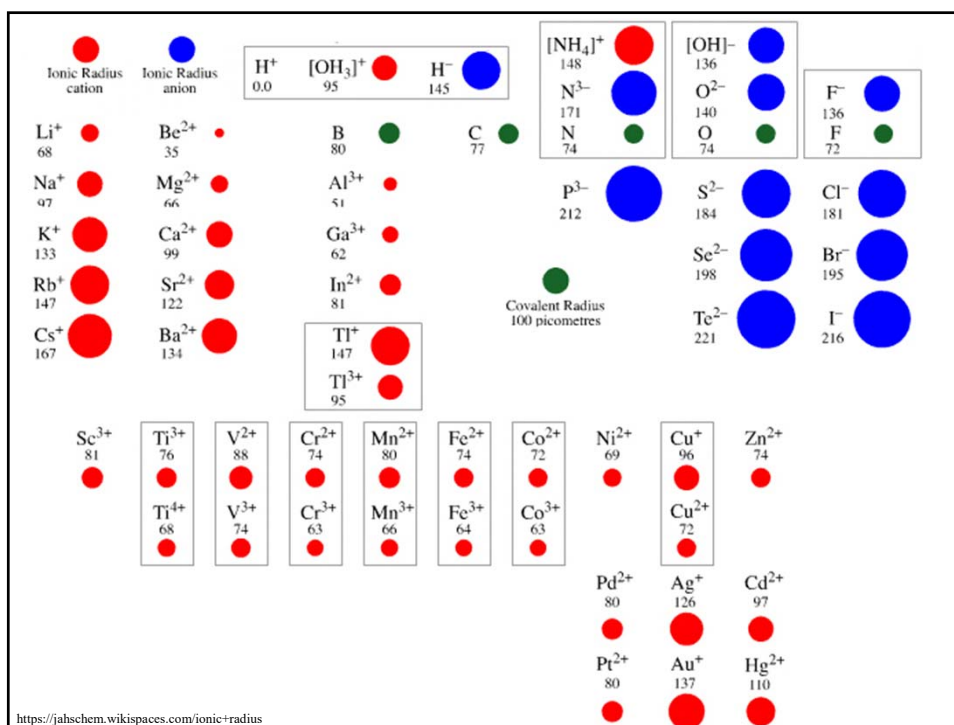 Ionic Radius
cation
Ionic Radius
anion
H⁺
0.0
[OH₃]⁺
95
H⁻
145
[NH₄]⁺
148
[OH]-
136
N³⁻
171
O²⁻
140
F⁻
136
Li⁺
68
Be²⁺
35
B
80
C
77
N
74
O
74
F
72
Na⁺
97
Mg²⁺
66
Al³⁺
51
P³⁻
212
S²⁻
184
Cl⁻
181
K⁺
133
Ca²⁺
99
Ga³⁺
62
Se²⁻
198
Br⁻
195
Rb⁺
147
Sr²⁺
122
In²⁺
81
Covalent Radius
100 picometres
Te²⁻
221
I⁻
216
Cs⁺
167
Ba²⁺
134
Tl⁺
147
Tl³⁺
95
Sc³⁺
81
Ti³⁺
76
V²⁺
88
Cr²⁺
74
Mn²⁺
80
Fe²⁺
74
Co²⁺
72
Ni²⁺
69
Cu⁺
96
Zn²⁺
74
Ti⁴⁺
68
V³⁺
74
Cr³⁺
63
Mn³⁺
66
Fe³⁺
64
Co³⁺
63
Cu²⁺
72
Pd²⁺
80
Ag⁺
126
Cd²⁺
97
Pt²⁺
80
Au⁺
137
Hg²⁺
110
https://jahschem.wikispaces.com/ionic+radius